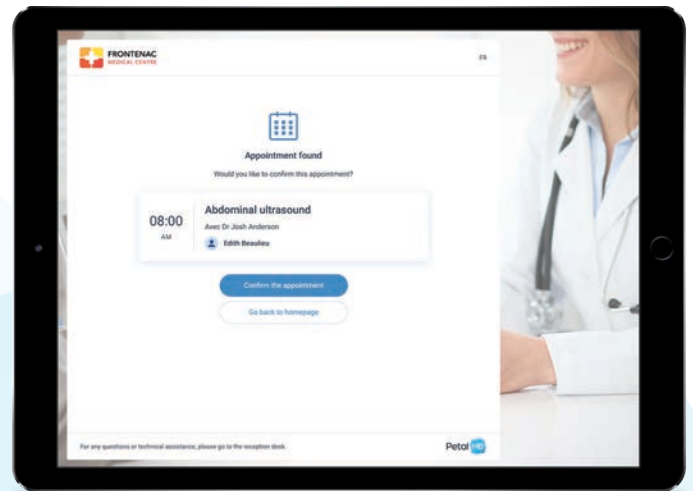 FRONTENAC
MEDICAL CENTRE
FR
Appointment found
Would you like to confirm this appointment?
08:00
AM
Abdominal ultrasound
Avec Dr Josh Anderson
Edith Beaulieu
Confirm the appointment
Go back to homepage
For any questions or technical assistance, please go to the reception desk.
Petal MD